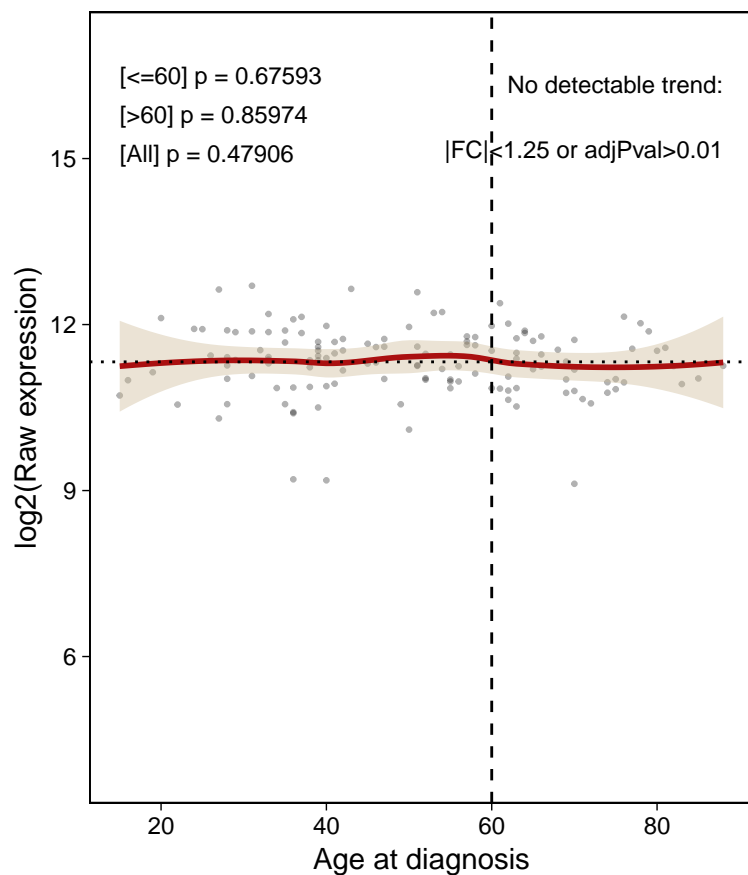 [<=60] p = 0.67593
[>60] p = 0.85974
[All] p = 0.47906
No detectable trend:
|FC|<1.25 or adjPval>0.01
log2(Raw expression)
15
12
9
6
20
40
60
80
Age at diagnosis